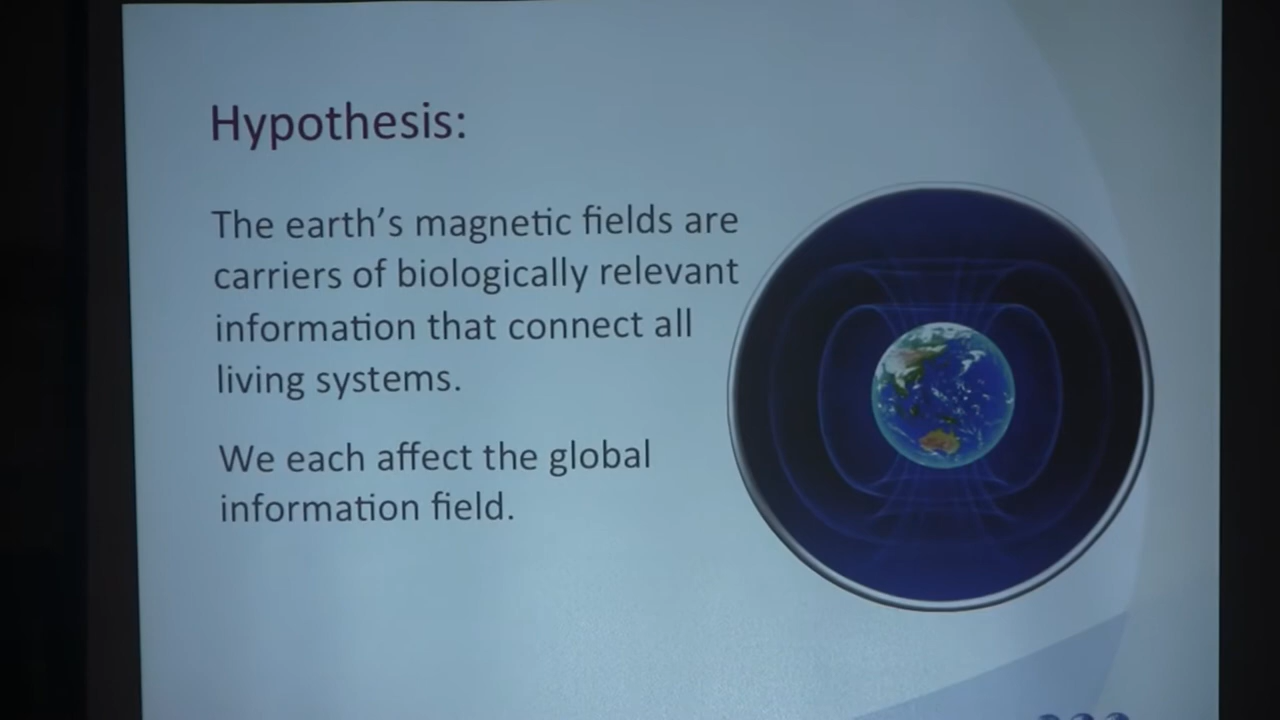 Hypothesis:
The earth's magnetic fields are
carriers of biologically relevant
information that connect all
living systems.
We each affect the global
information field.